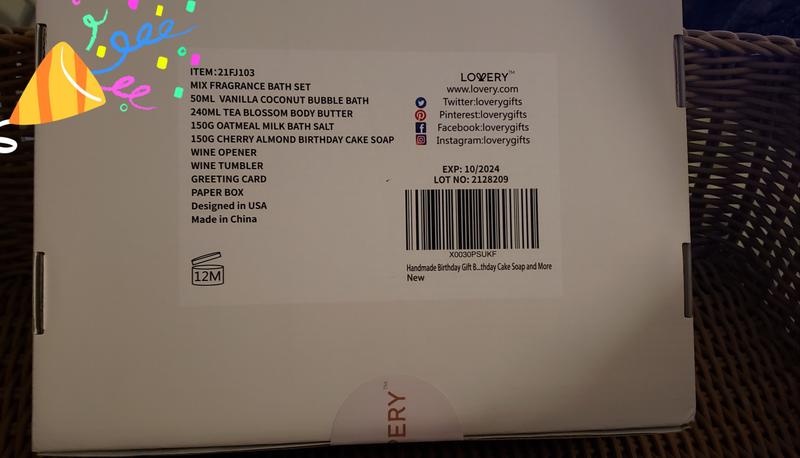 ITEM:21FJ103
MIX FRAGRANCE BATH SET
50ML VANILLA COCONUT BUBBLE BATH
240ML TEA BLOSSOM BODY BUTTER
150G OATMEAL MILK BATH SALT
150G CHERRY ALMOND BIRTHDAY CAKE SOAP
WINE OPENER
WINE TUMBLER
GREETING CARD
PAPER BOX
Designed in USA
Made in China
12M
LOVERY™
www.lovery.com
Twitter:loverygifts
Pinterest:loverygifts
Facebook:loverygifts
Instagram:loverygifts
EXP: 10/2024
LOT NO: 2128209
X0030PSUKF
Handmade Birthday Gift B...thday Cake Soap and More
New
ERY™